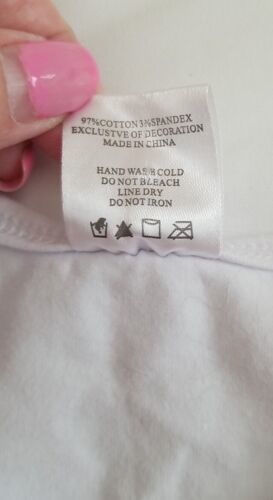 97%COTTON 3%SPANDEX
EXCLUSTVE OF DECORATION
MADE IN CHINA
HAND WASH COLD
DO NOT BLEACH
LINE DRY
DO NOT IRON